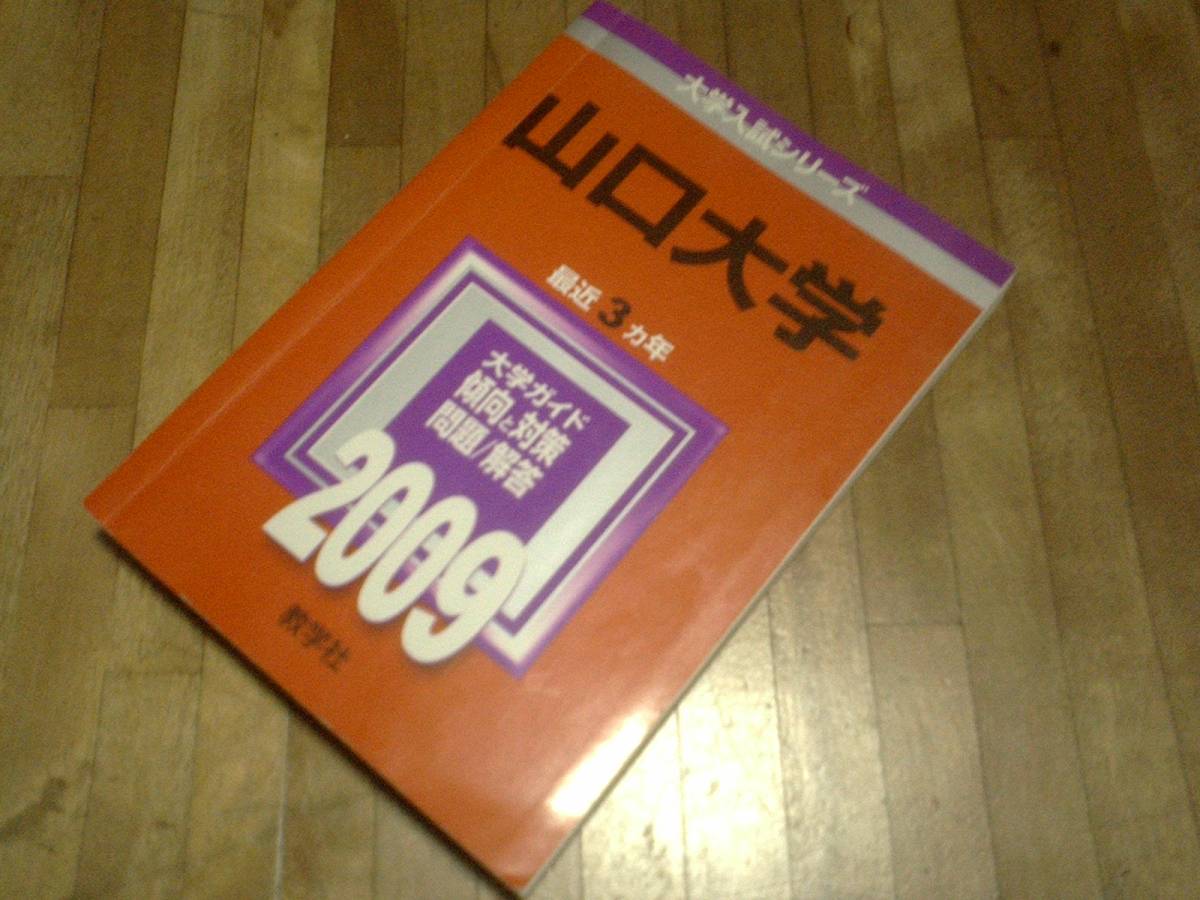 大学入試シリーズ
山口大学
最近3カ年
大学ガイド
傾向と対策
問題/解答
2009
教学社